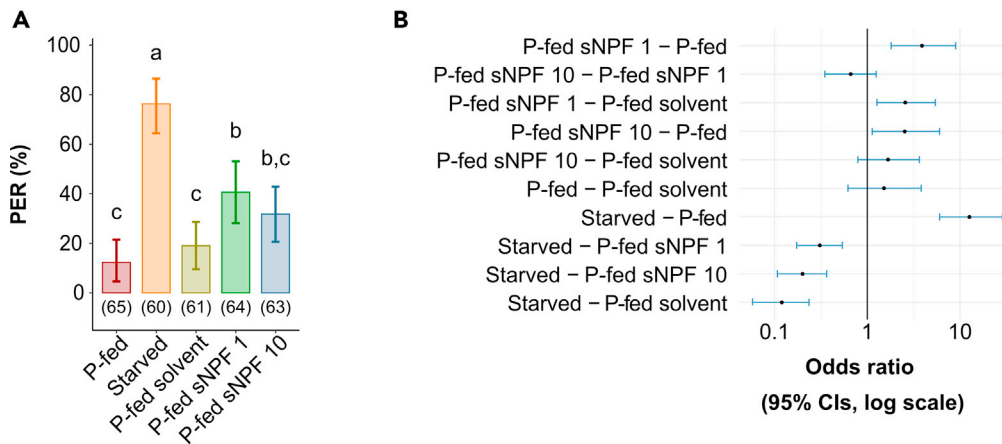 A
PER (%)
100
80
60
40
20
0
a
b
b,c
c
c
(65) (60) (61) (64) (63)
P-fed
Starved
P-fed solvent
P-fed sNPF 1
P-fed sNPF 10
B
P-fed sNPF 1 − P-fed
P-fed sNPF 10 − P-fed sNPF 1
P-fed sNPF 1 − P-fed solvent
P-fed sNPF 10 − P-fed
P-fed sNPF 10 − P-fed solvent
P-fed − P-fed solvent
Starved − P-fed
Starved − P-fed sNPF 1
Starved − P-fed sNPF 10
Starved − P-fed solvent
0.1 1 10
Odds ratio
(95% CIs, log scale)